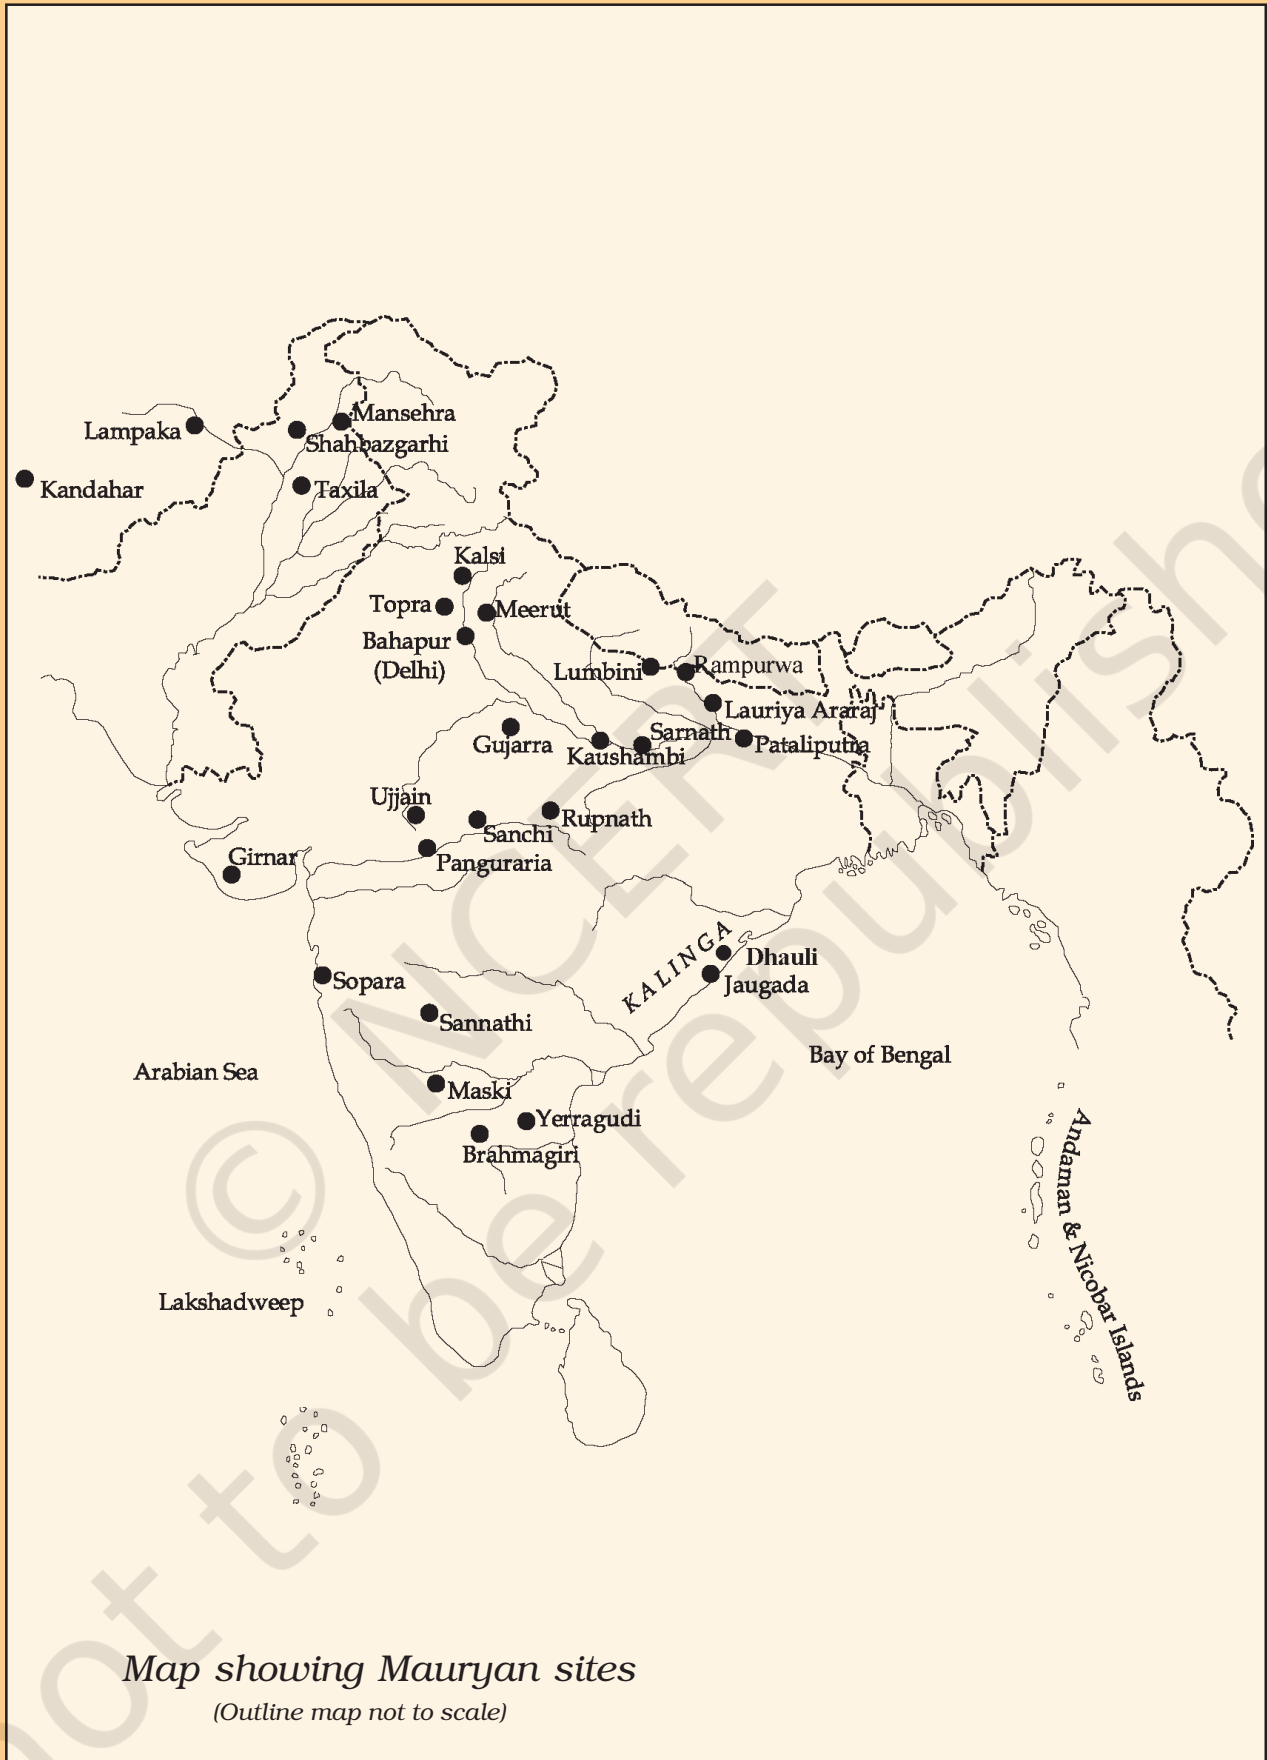 Mansehra
Lampaka
Shahbazgarhi
Kandahar
Taxila
Kalsi
Topra
Meerut
Bahapur
(Delhi)
Lumbini
Rampurwa
Lauriya Araraj
Sarnath
Gujarra
Kaushambi
Pataliputra
Ujjain
Rupnath
Sanchi
Girnar
Panguraria
KALINGA
Dhauli
Sopara
Jaugada
Sannathi
Bay of Bengal
Arabian Sea
Maski
Yerragudi
Brahmagiri
Andaman & Nicobar Islands
Lakshadweep
© NCERT
not to be republishe
Map showing Mauryan sites
(Outline map not to scale)